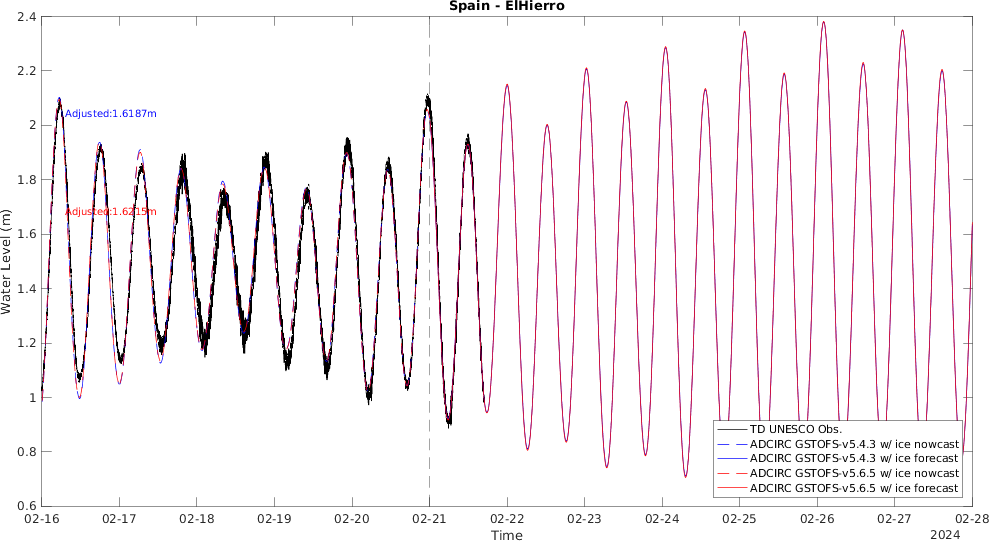 Spain - ElHierro
2.4
2.2
2
1.8
1.6
1.4
1.2
1
0.8
0.6
Water Level (m)
Adjusted:1.6187m
Adjusted:1.6215m
TD UNESCO Obs.
ADCIRC GSTOFS-v5.4.3 w/ ice nowcast
ADCIRC GSTOFS-v5.4.3 w/ ice forecast
ADCIRC GSTOFS-v5.6.5 w/ ice nowcast
ADCIRC GSTOFS-v5.6.5 w/ ice forecast
02-16 02-17 02-18 02-19 02-20 02-21 02-22 02-23 02-24 02-25 02-26 02-27 02-28
Time
2024